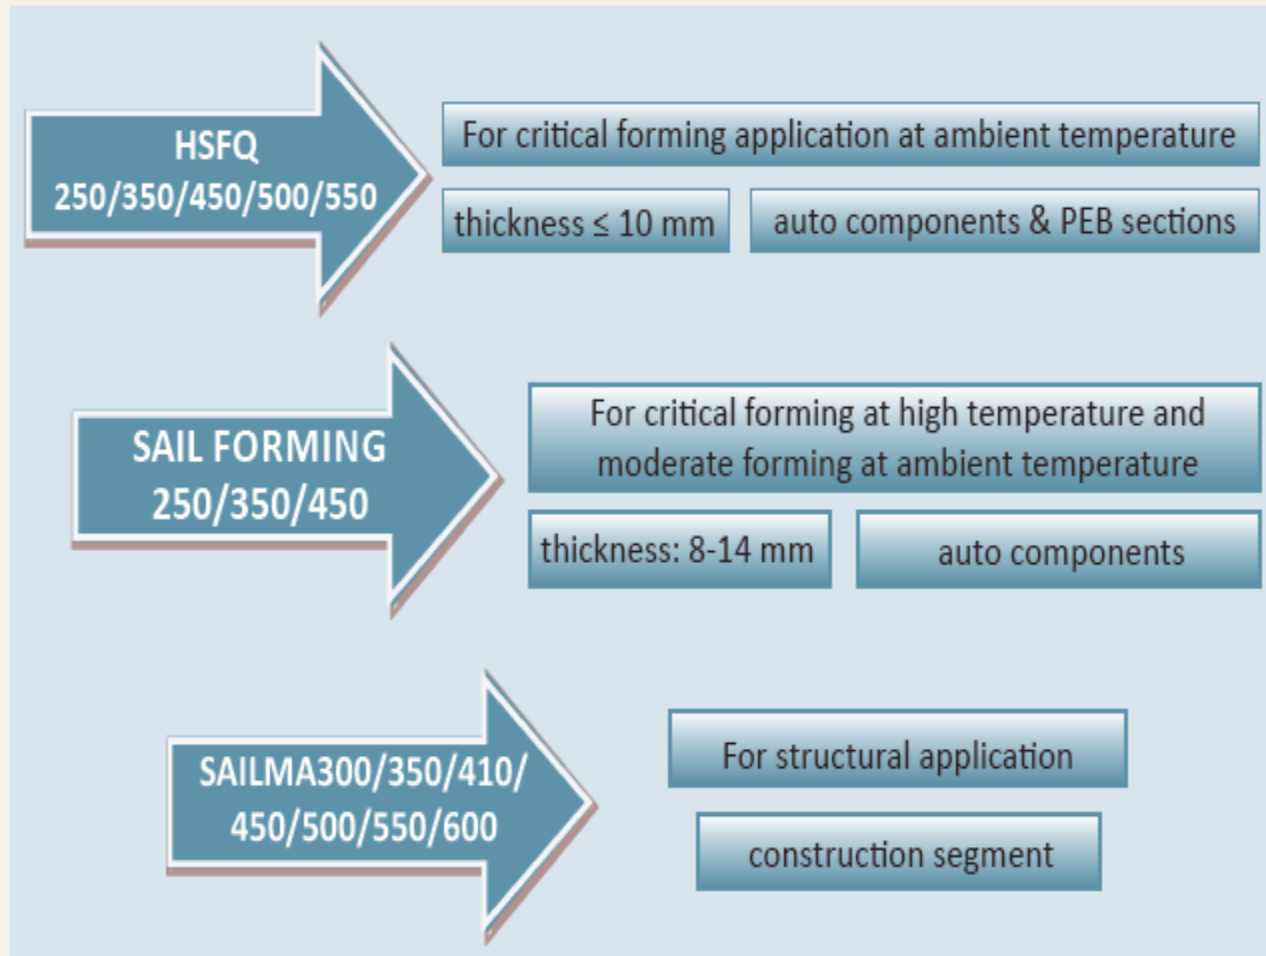 HSFQ
250/350/450/500/550
For critical forming application at ambient temperature
thickness ≤ 10 mm
auto components & PEB sections
SAIL FORMING
250/350/450
For critical forming at high temperature and
moderate forming at ambient temperature
thickness: 8-14 mm
auto components
SAILMA300/350/410/
450/500/550/600
For structural application
construction segment